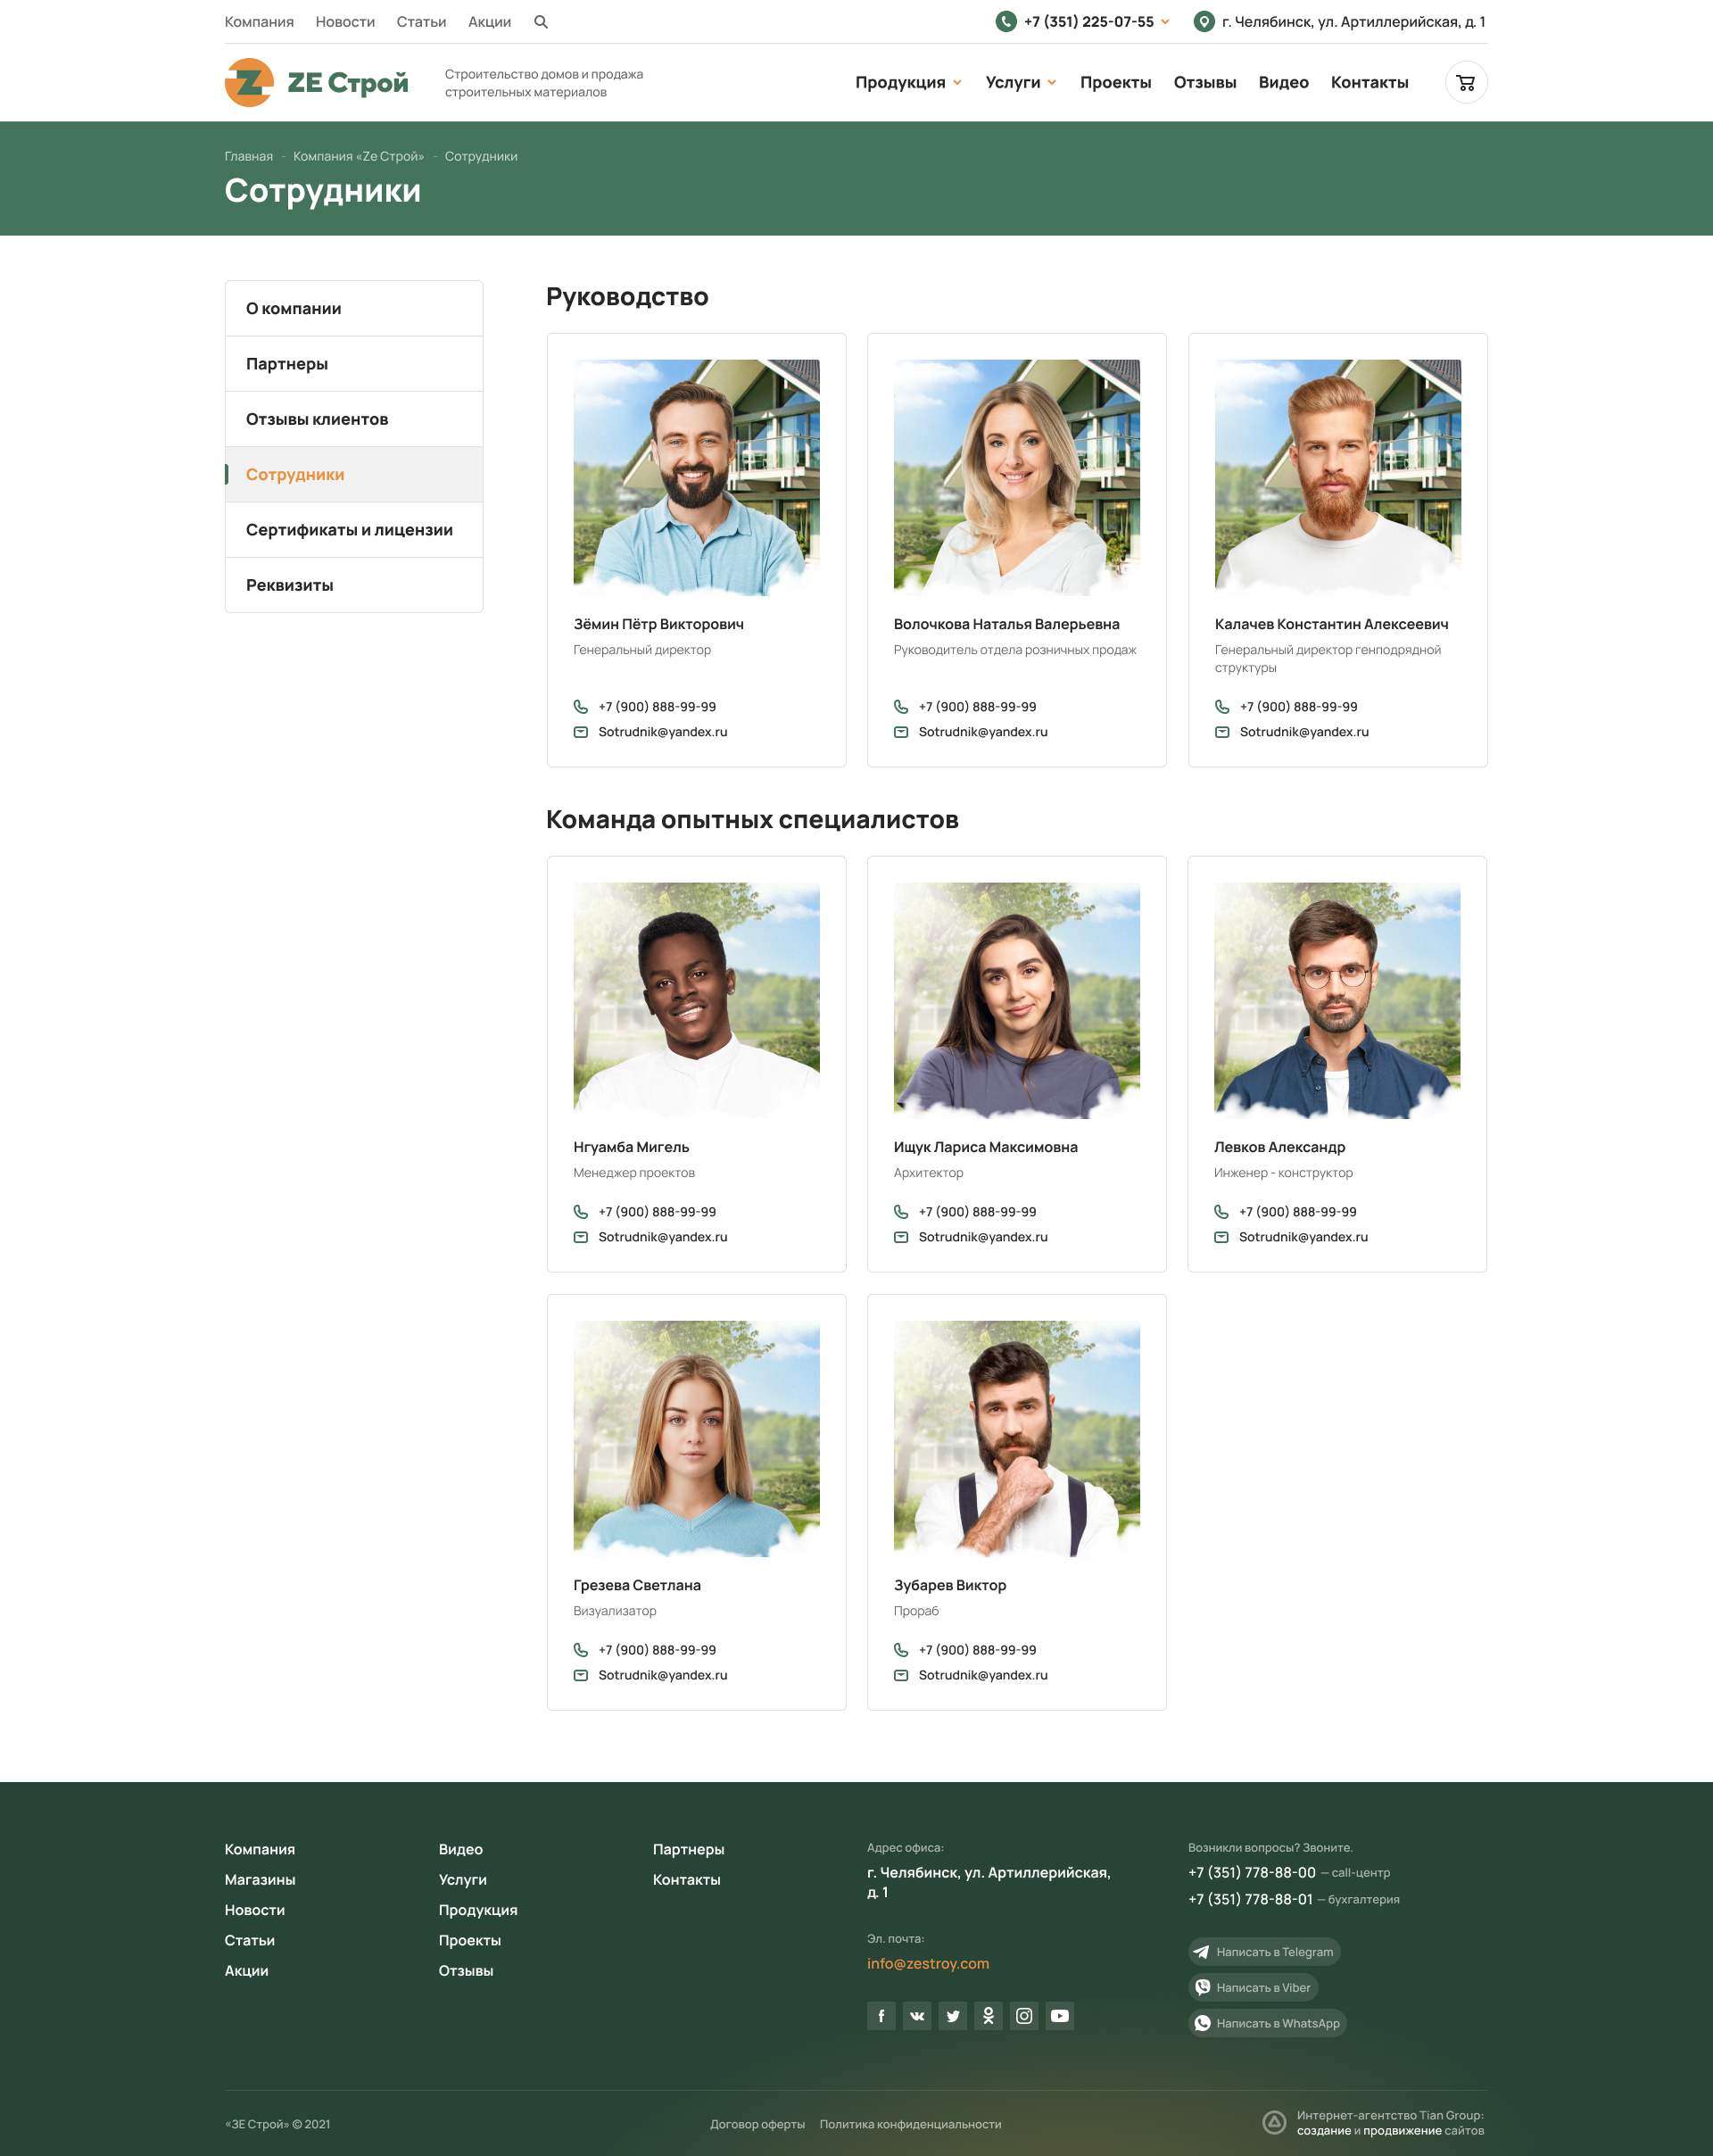 Компания Новости Статьи Акции
+7 (351) 225-07-55 г. Челябинск, ул. Артиллерийская, д. 1
Z ZE Строй
Строительство домов и продажа
строительных материалов
Продукция Услуги Проекты Отзывы Видео Контакты
Главная - Компания «Ze Строй» - Сотрудники
Сотрудники
О компании
Партнеры
Отзывы клиентов
Сотрудники
Сертификаты и лицензии
Реквизиты
Руководство
Зёмин Пётр Викторович
Генеральный директор
+7 (900) 888-99-99
Sotrudnik@yandex.ru
Волочкова Наталья Валерьевна
Руководитель отдела розничных продаж
+7 (900) 888-99-99
Sotrudnik@yandex.ru
Калачев Константин Алексеевич
Генеральный директор генподрядной
структуры
+7 (900) 888-99-99
Sotrudnik@yandex.ru
Команда опытных специалистов
Нгуамба Мигель
Менеджер проектов
+7 (900) 888-99-99
Sotrudnik@yandex.ru
Ищук Лариса Максимовна
Архитектор
+7 (900) 888-99-99
Sotrudnik@yandex.ru
Левков Александр
Инженер - конструктор
+7 (900) 888-99-99
Sotrudnik@yandex.ru
Грезева Светлана
Визуализатор
+7 (900) 888-99-99
Sotrudnik@yandex.ru
Зубарев Виктор
Прораб
+7 (900) 888-99-99
Sotrudnik@yandex.ru
Компания
Магазины
Новости
Статьи
Акции
Видео
Услуги
Продукция
Проекты
Отзывы
Партнеры
Контакты
Адрес офиса:
г. Челябинск, ул. Артиллерийская,
д. 1
Эл. почта:
info@zestroy.com
Возникли вопросы? Звоните.
+7 (351) 778-88-00 — call-центр
+7 (351) 778-88-01 — бухгалтерия
Написать в Telegram
Написать в Viber
Написать в WhatsApp
«ЗЕ Строй» © 2021
Договор оферты Политика конфиденциальности
Интернет-агентство Tian Group:
создание и продвижение сайтов